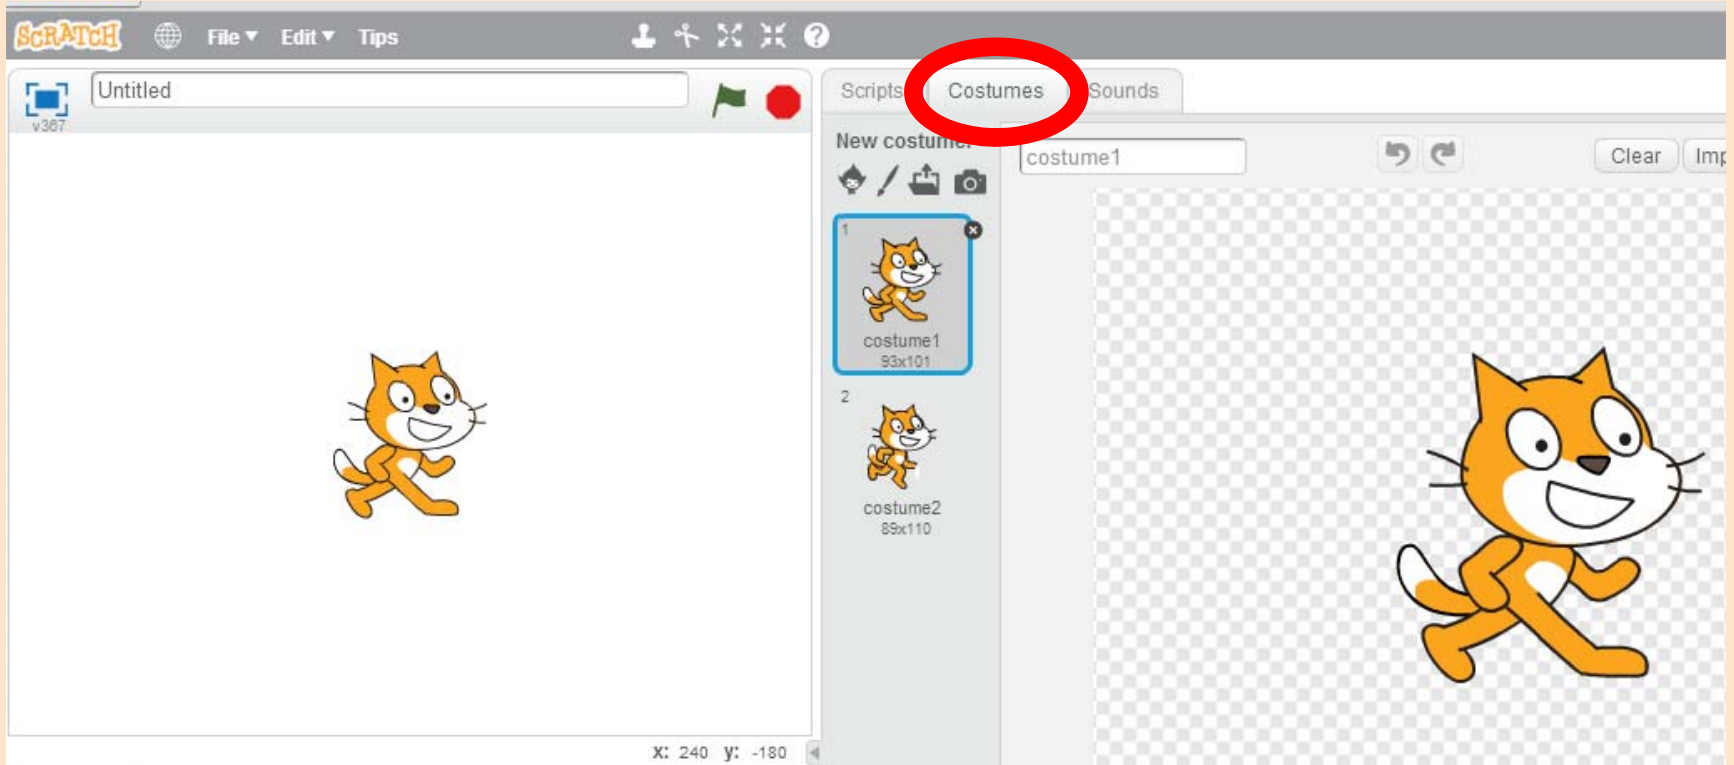 SCRATCH File Edit Tips
Untitled
v367
Scripts Costumes Sounds
New costume:
costume1
Clear Imp
1
costume1
93x101
2
costume2
89x110
x: 240 y: -180